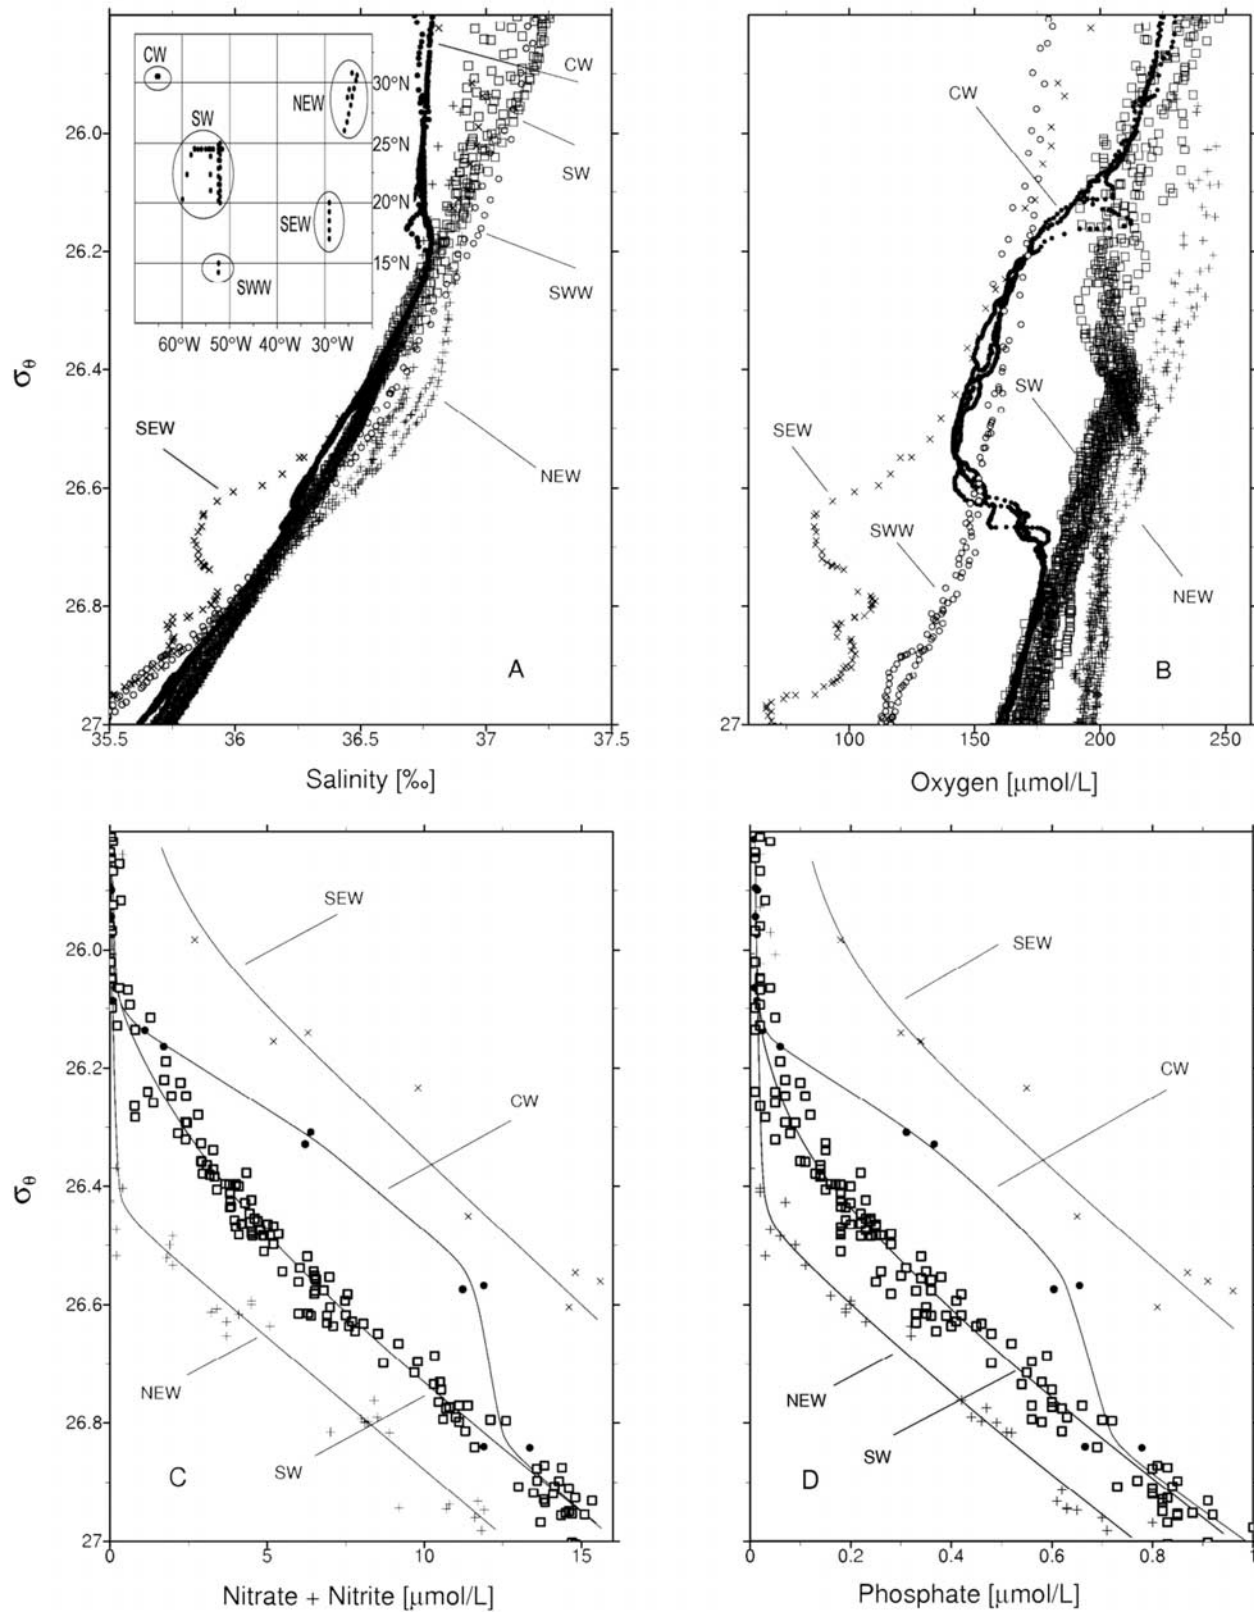 CW
30°N
NEW
SW
25°N
20°N
SEW
15°N
SWW
60°W 52°W 40°W 30°W
CW
SW
SWW
NEW
SEW
A
26.0
26.2
26.4
26.6
26.8
27
σθ
35.5 36 36.5 37 37.5
Salinity [‰]
CW
SW
SEW
SWW
NEW
B
27
100 150 200 250
Oxygen [µmol/L]
SEW
CW
NEW
SW
C
26.0
26.2
26.4
26.6
26.8
27
σθ
0 5 10 15
Nitrate + Nitrite [µmol/L]
SEW
CW
NEW
SW
D
0 0.2 0.4 0.6 0.8 1
Phosphate [µmol/L]